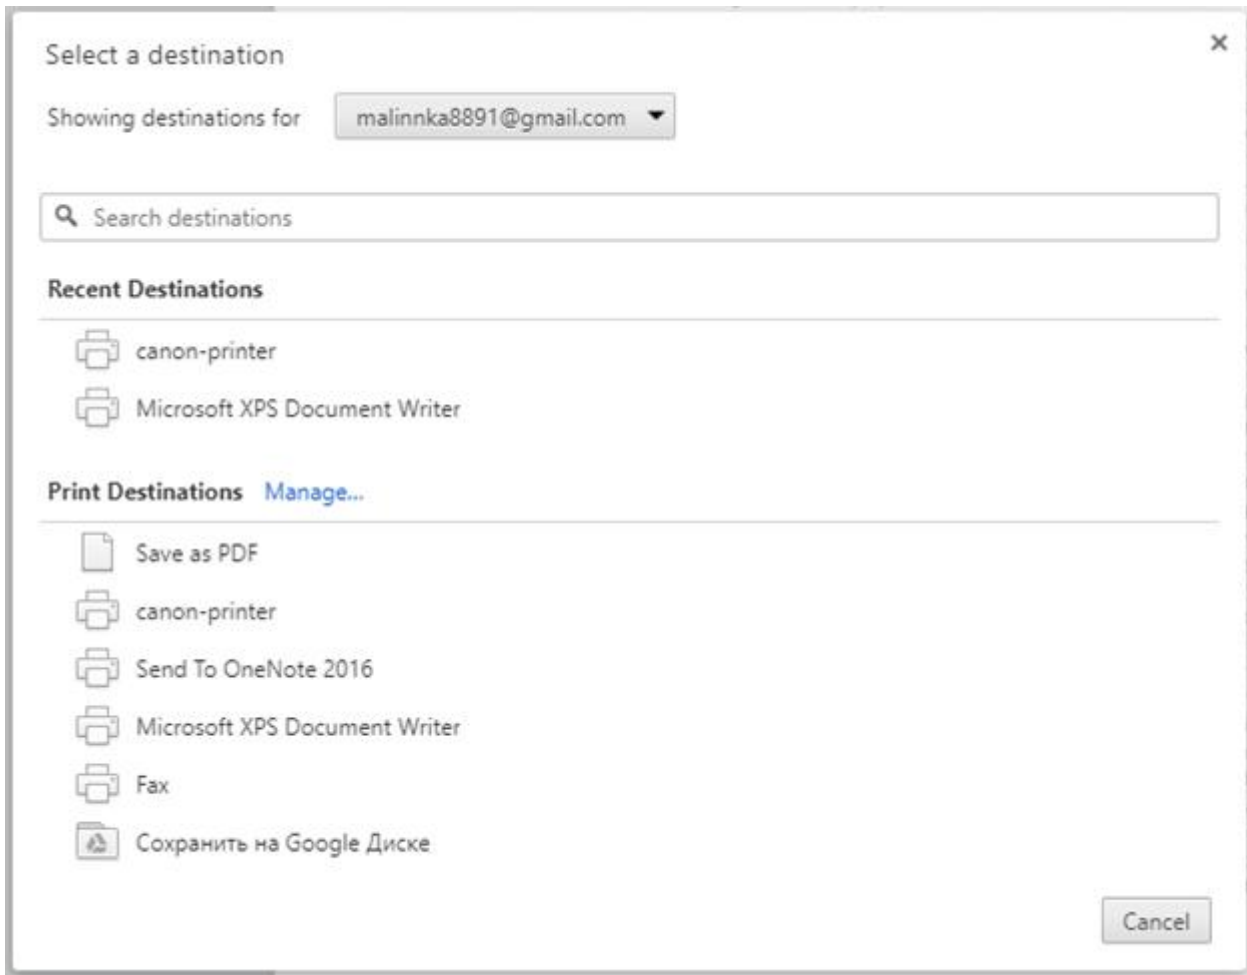 Select a destination
Showing destinations for malinnka8891@gmail.com
Search destinations
Recent Destinations
canon-printer
Microsoft XPS Document Writer
Print Destinations Manage...
Save as PDF
canon-printer
Send To OneNote 2016
Microsoft XPS Document Writer
Fax
Сохранить на Google Диске
Cancel